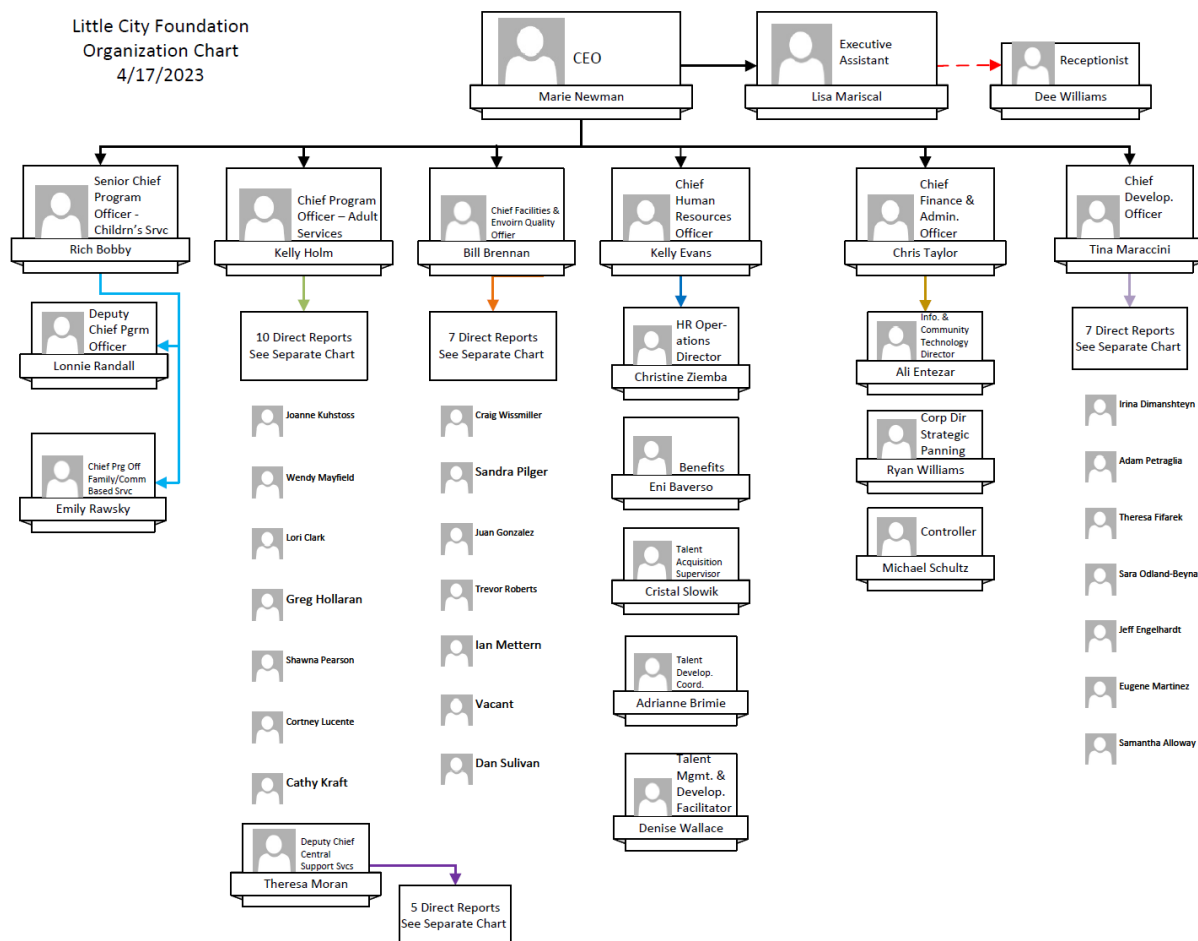 Little City Foundation
Organization Chart
4/17/2023
CEO
Marie Newman
Executive
Assistant
Lisa Mariscal
Receptionist
Dee Williams
Senior Chief
Program
Officer -
Childrn's Srvc
Rich Bobby
Chief Program
Officer – Adult
Services
Kelly Holm
Chief Facilities &
Envoirn Quality
Offier
Bill Brennan
Chief
Human
Resources
Officer
Kelly Evans
Chief
Finance &
Admin.
Officer
Chris Taylor
Chief
Develop.
Officer
Tina Maraccini
Deputy
Chief Pgrm
Officer
Lonnie Randall
Chief Prg Off
Family/Comm
Based Srvc
Emily Rawsky
10 Direct Reports
See Separate Chart
Joanne Kuhstoss
Wendy Mayfield
Lori Clark
Greg Hollaran
Shawna Pearson
Cortney Lucente
Cathy Kraft
Deputy Chief
Central
Support Svcs
Theresa Moran
5 Direct Reports
See Separate Chart
7 Direct Reports
See Separate Chart
Craig Wissmiller
Sandra Pilger
Juan Gonzalez
Trevor Roberts
Ian Mettern
Vacant
Dan Sulivan
HR Oper-
ations
Director
Christine Ziemba
Benefits
Eni Baverso
Talent
Acquisition
Supervisor
Cristal Slowik
Talent
Develop.
Coord.
Adrianne Brimie
Talent
Mgmt. &
Develop.
Facilitator
Denise Wallace
Info. &
Community
Technology
Director
Ali Entezar
Corp Dir
Strategic
Panning
Ryan Williams
Controller
Michael Schultz
7 Direct Reports
See Separate Chart
Irina Dimanshteyn
Adam Petraglia
Theresa Fifarek
Sara Odland-Beyna
Jeff Engelhardt
Eugene Martinez
Samantha Alloway